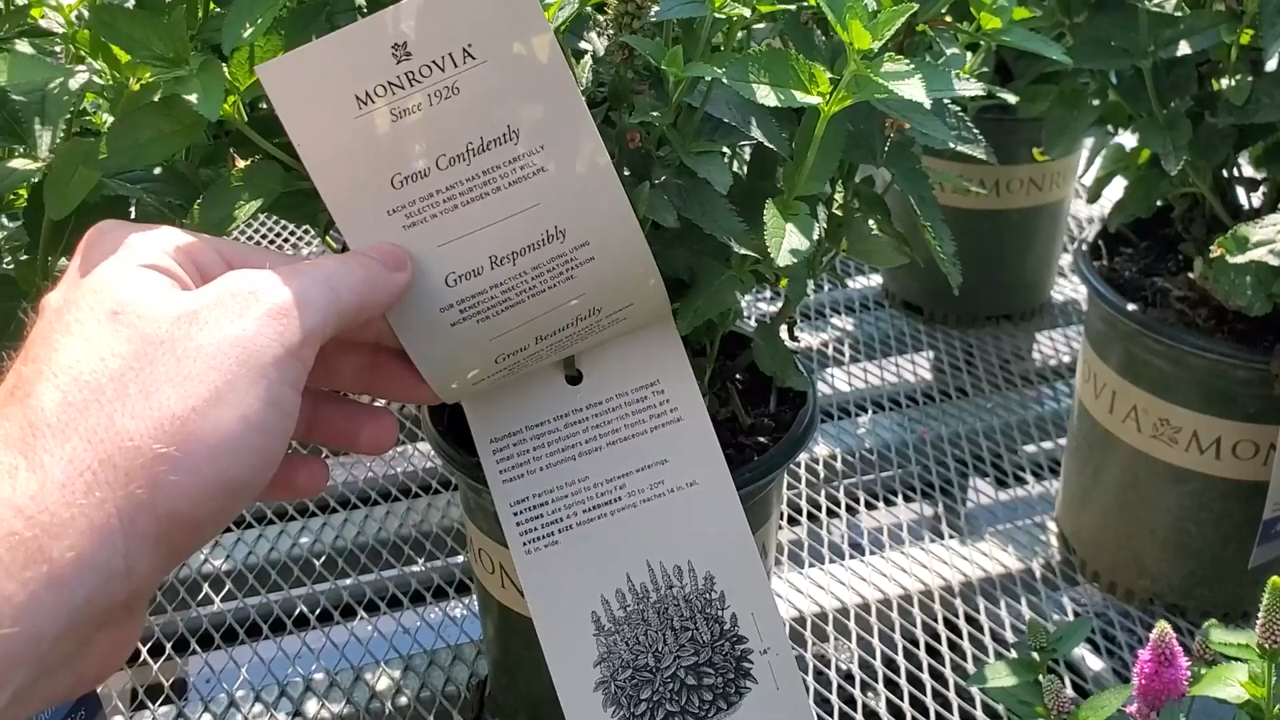 MONROVIA
Since 1926
Grow Confidently
EACH OF OUR PLANTS HAS BEEN CAREFULLY
SELECTED AND NURTURED SO IT WILL
THRIVE IN YOUR GARDEN OR LANDSCAPE.
Grow Responsibly
OUR GROWING PRACTICES, INCLUDING USING
BENEFICIAL INSECTS AND NATURAL
MICROORGANISMS, SPEAK TO OUR PASSION
FOR LEARNING FROM NATURE.
Grow Beautifully
Abundant flowers steal the show on this compact
plant with vigorous, disease resistant foliage. The
small size and profusion of nectar-rich blooms are
excellent for containers and border fronts. Plant en
masse for a stunning display. Herbaceous perennial.
LIGHT Partial to full sun
WATERING Allow soil to dry between waterings.
BLOOMS Late Spring to Early Fall
USDA ZONES 4-9 HARDINESS -30 to -20°F
AVERAGE SIZE Moderate growing; reaches 14 in. tall,
16 in. wide.
14"
MONR
OVIA MON
ON